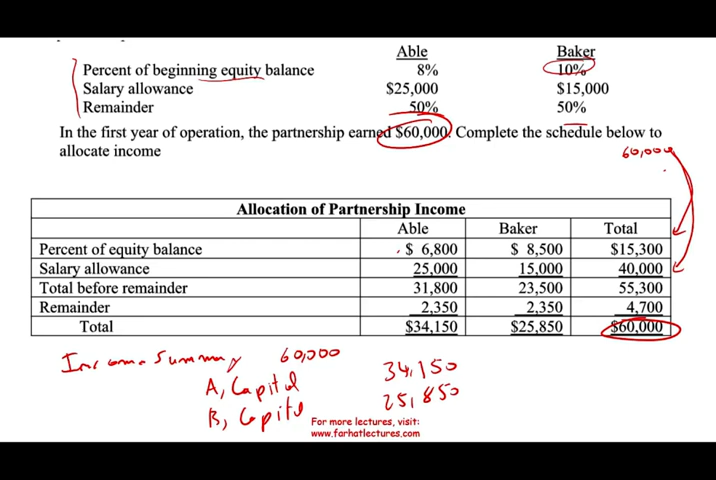 Able Baker
Percent of beginning equity balance 8% 10%
Salary allowance $25,000 $15,000
Remainder 50% 50%
In the first year of operation, the partnership earned $60,000. Complete the schedule below to
allocate income
60,000
Allocation of Partnership Income
Able Baker Total
Percent of equity balance $ 6,800 $ 8,500 $15,300
Salary allowance 25,000 15,000 40,000
Total before remainder 31,800 23,500 55,300
Remainder 2,350 2,350 4,700
Total $34,150 $25,850 $60,000
Income Summary 60,000
A, Capital 34,150
B, Capital 25,850
For more lectures, visit:
www.farhatlectures.com